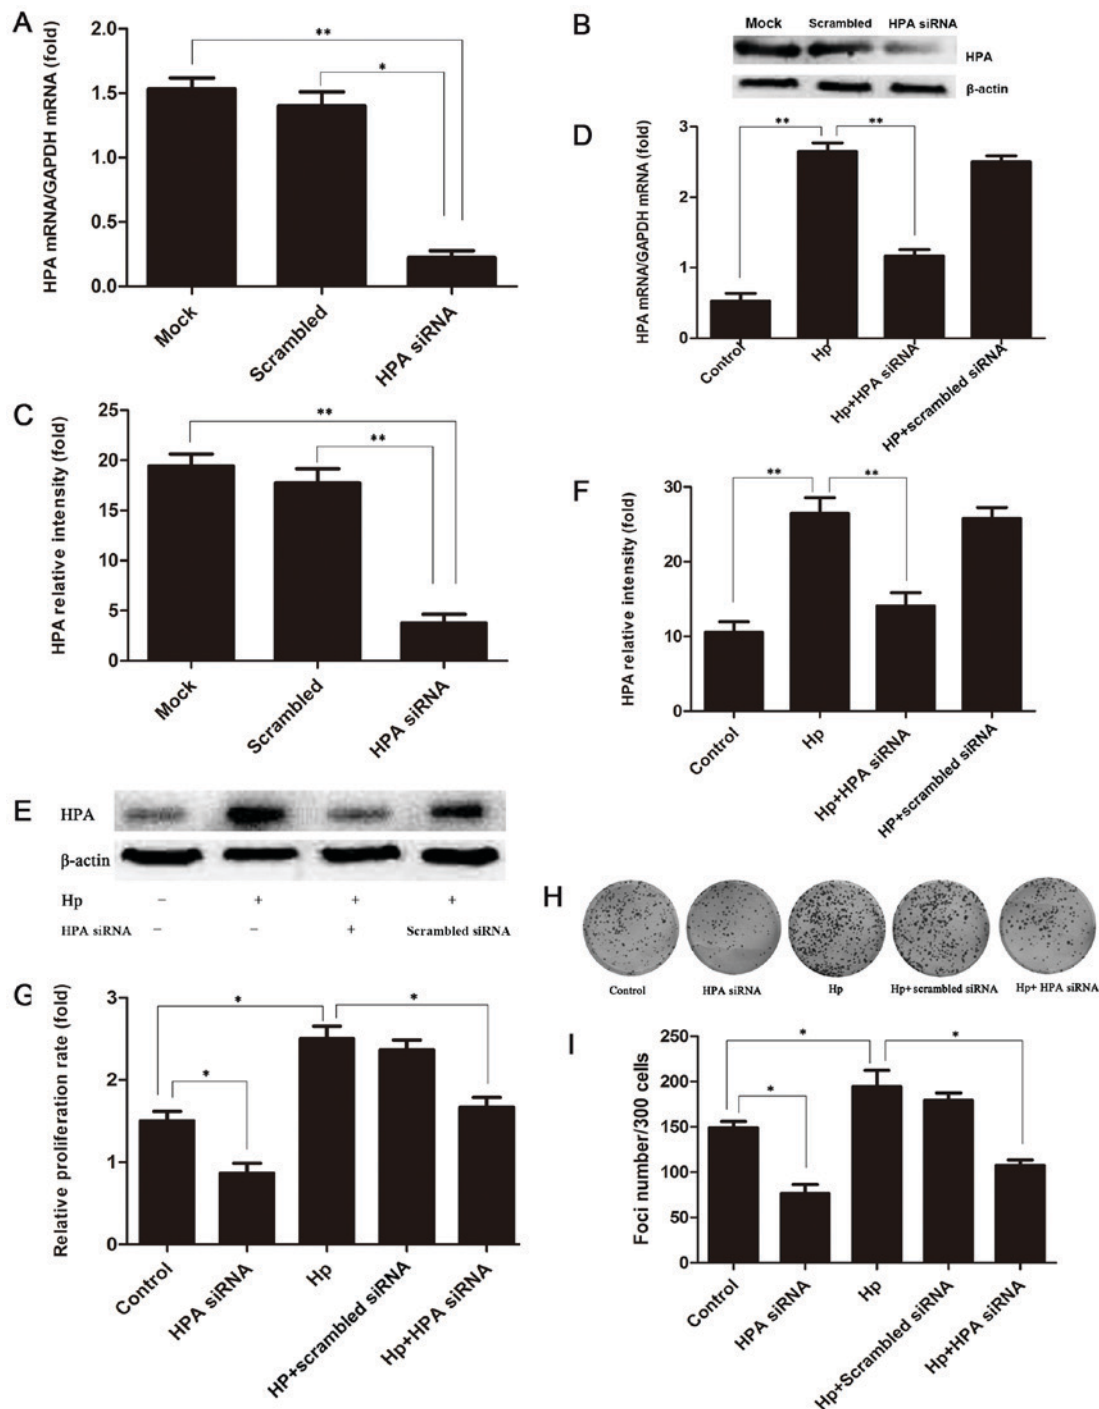 A
HPA mRNA/GAPDH mRNA (fold)
2.0
1.5
1.0
0.5
0.0
**
*
Mock
Scrambled
HPA siRNA
B
Mock
Scrambled
HPA siRNA
HPA
β-actin
C
HPA relative intensity (fold)
25
20
15
10
5
0
**
**
Mock
Scrambled
HPA siRNA
D
HPA mRNA/GAPDH mRNA (fold)
3
2
1
0
**
**
Control
Hp
Hp+HPA siRNA
HP+scrambled siRNA
E
HPA
β-actin
Hp
–
+
+
+
HPA siRNA
–
–
+
Scrambled siRNA
F
HPA relative intensity (fold)
30
20
10
0
**
**
Control
Hp
Hp+HPA siRNA
HP+scrambled siRNA
G
Relative proliferation rate (fold)
3
2
1
0
*
*
*
Control
HPA siRNA
Hp
HP+scrambled siRNA
Hp+HPA siRNA
H
Control
HPA siRNA
Hp
Hp+scrambled siRNA
Hp+ HPA siRNA
I
Foci number/300 cells
250
200
150
100
50
0
*
*
*
Control
HPA siRNA
Hp
Hp+Scrambled siRNA
Hp+HPA siRNA